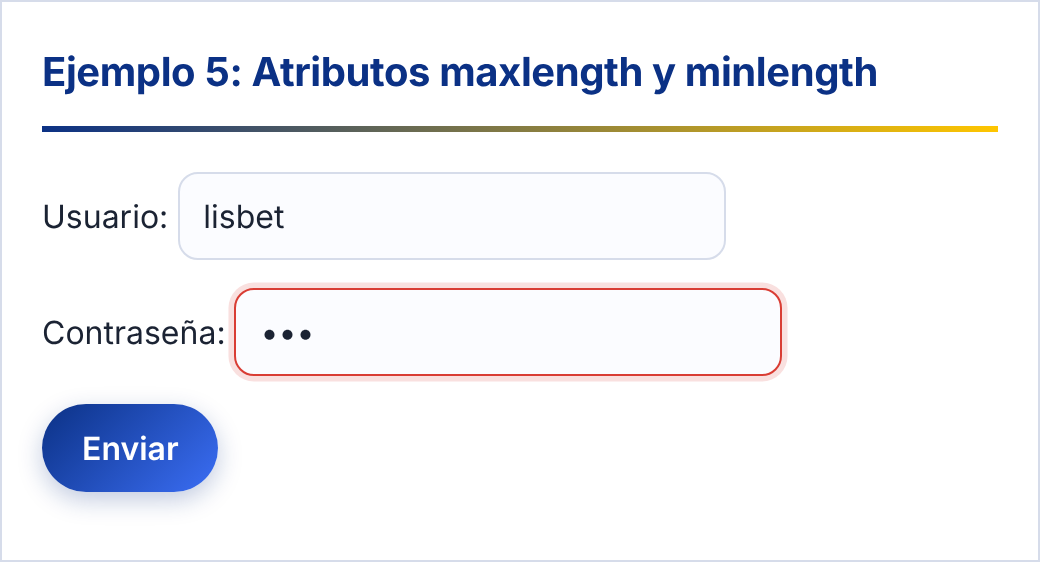 Ejemplo 5: Atributos maxlength y minlength
Usuario: lisbet
Contraseña: •••
Enviar